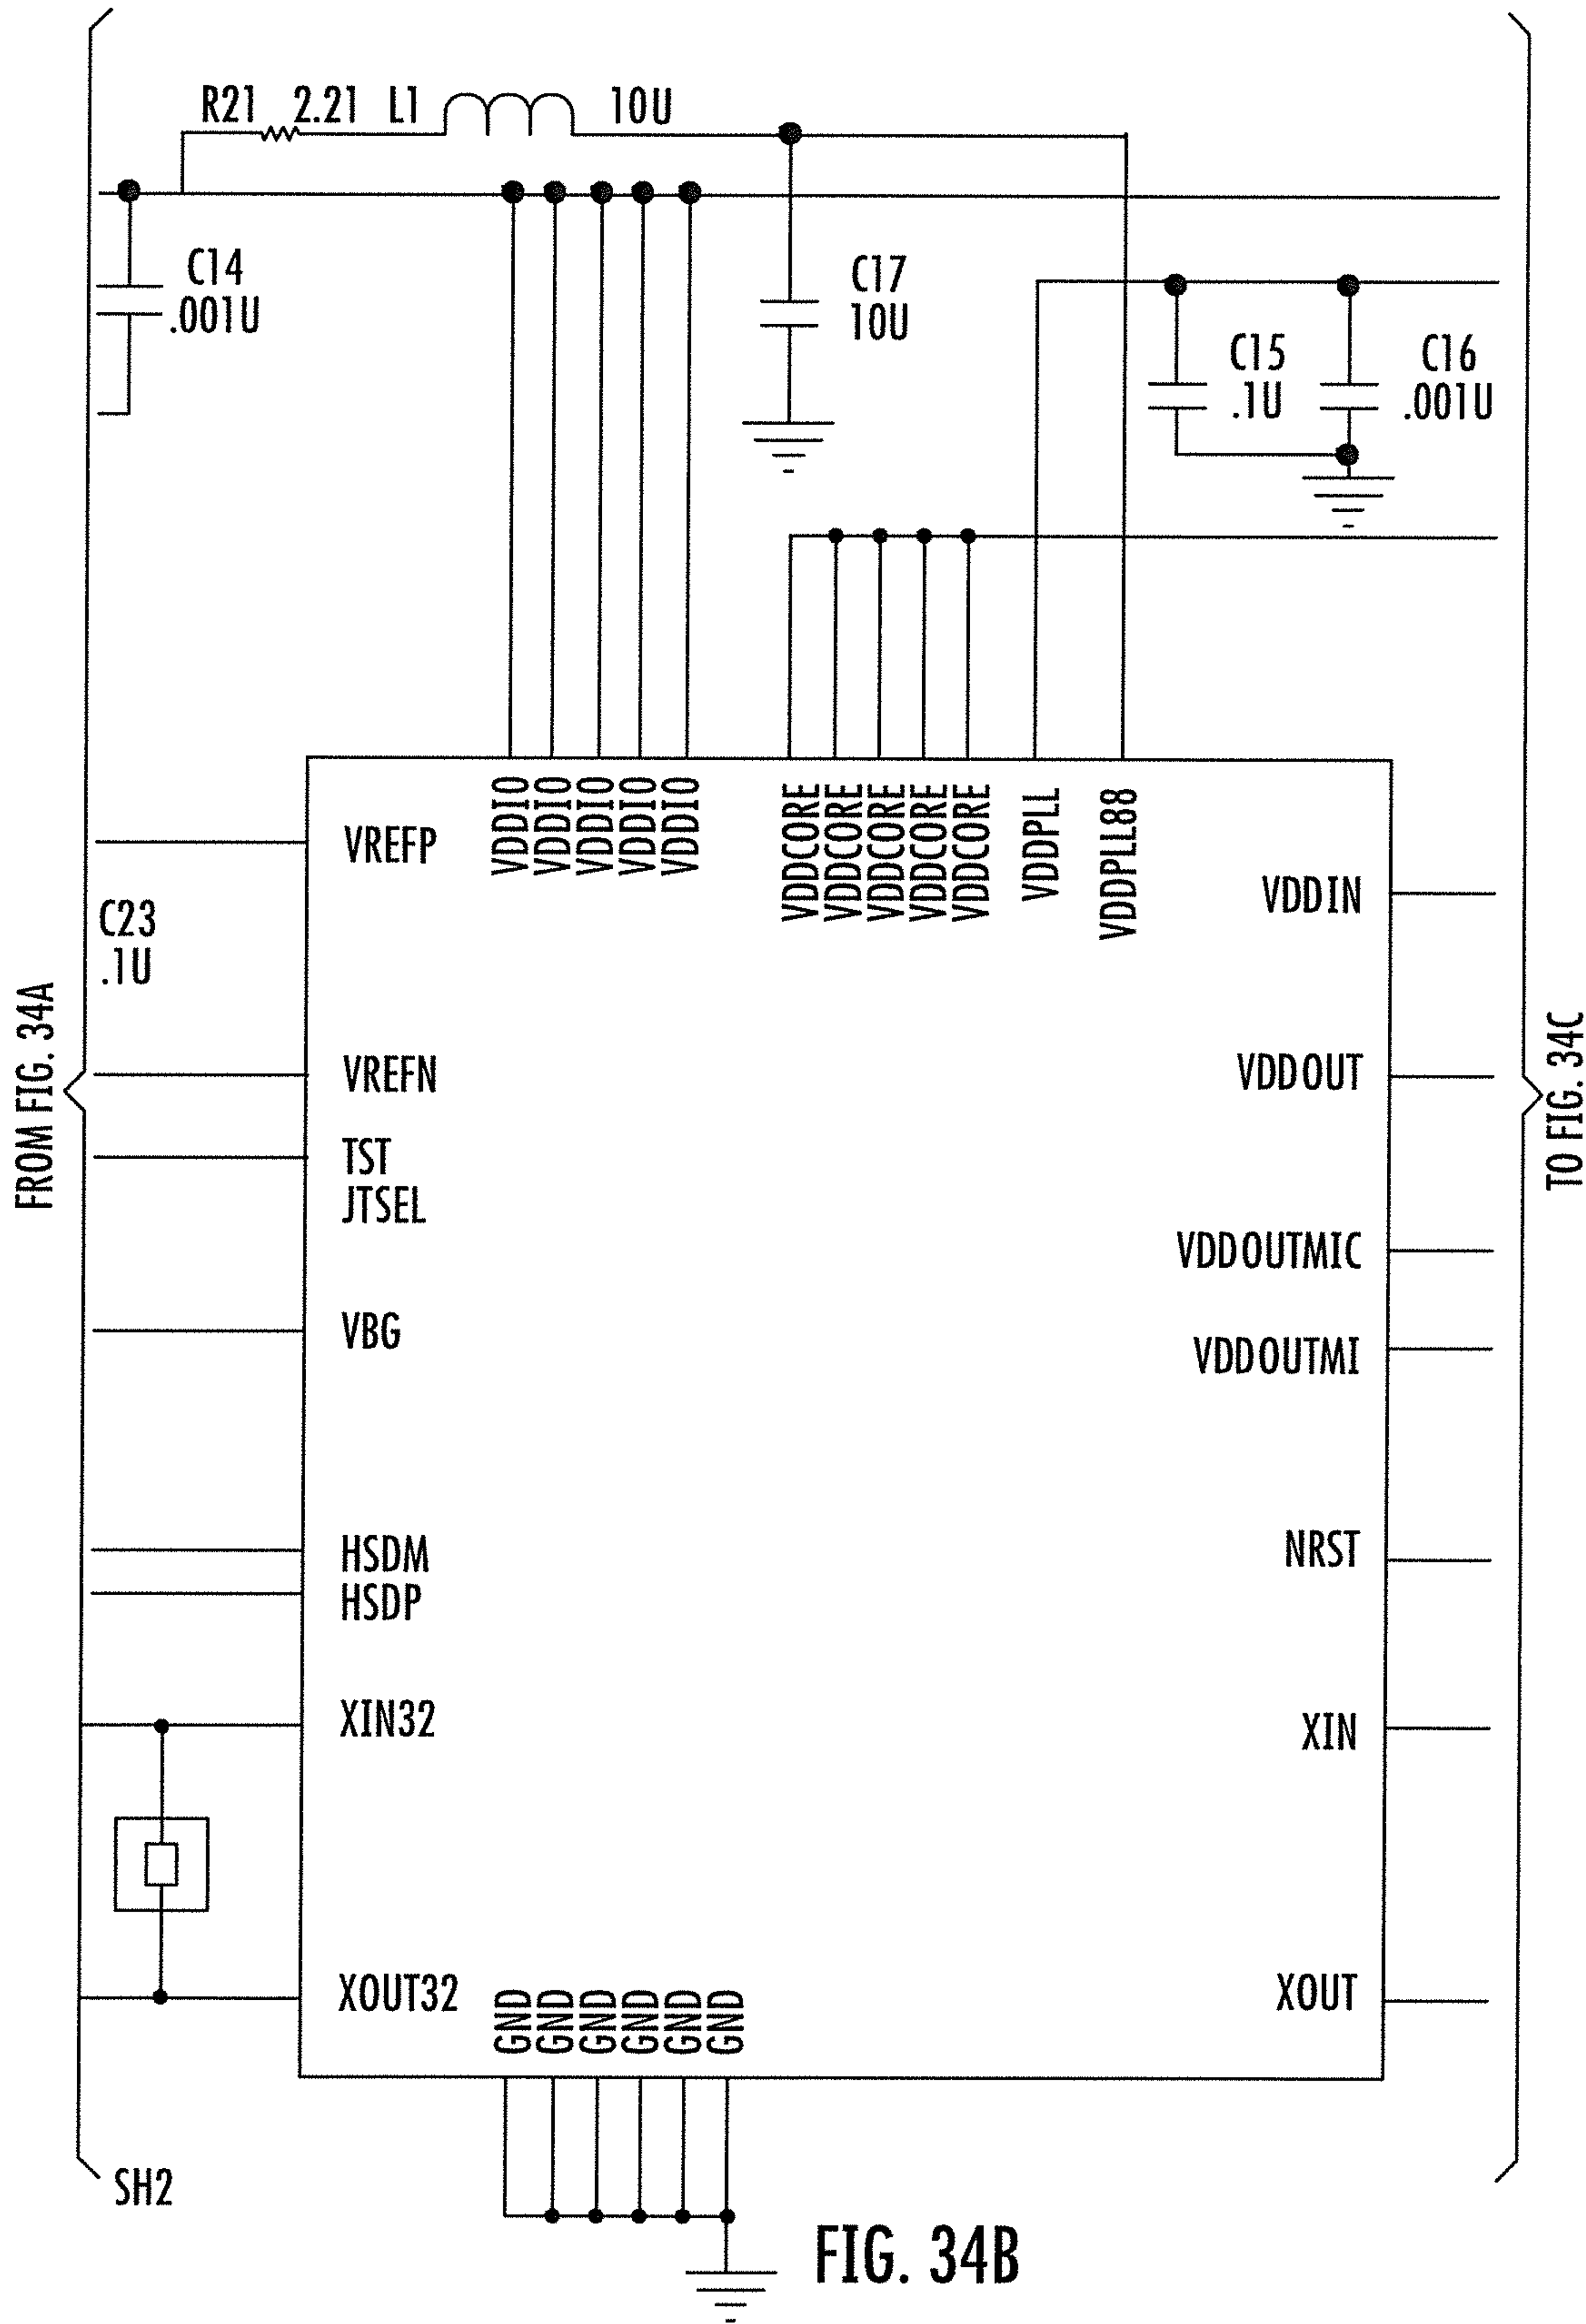 R21 2.21 L1 10U
C14
.001U
C17
10U
C15
.1U
C16
.001U
VREFP
VDDIO
VDDIO
VDDIO
VDDIO
VDDIO
VDDCORE
VDDCORE
VDDCORE
VDDCORE
VDDCORE
VDDPLL
VDDPLL88
VDDIN
C23
.1U
FROM FIG. 34A
VREFN
VDDOUT
TO FIG. 34C
TST
JTSEL
VDDOUTMIC
VBG
VDDOUTMI
HSDM
HSDP
NRST
XIN32
XIN
XOUT32
GND
GND
GND
GND
GND
GND
XOUT
SH2
FIG. 34B